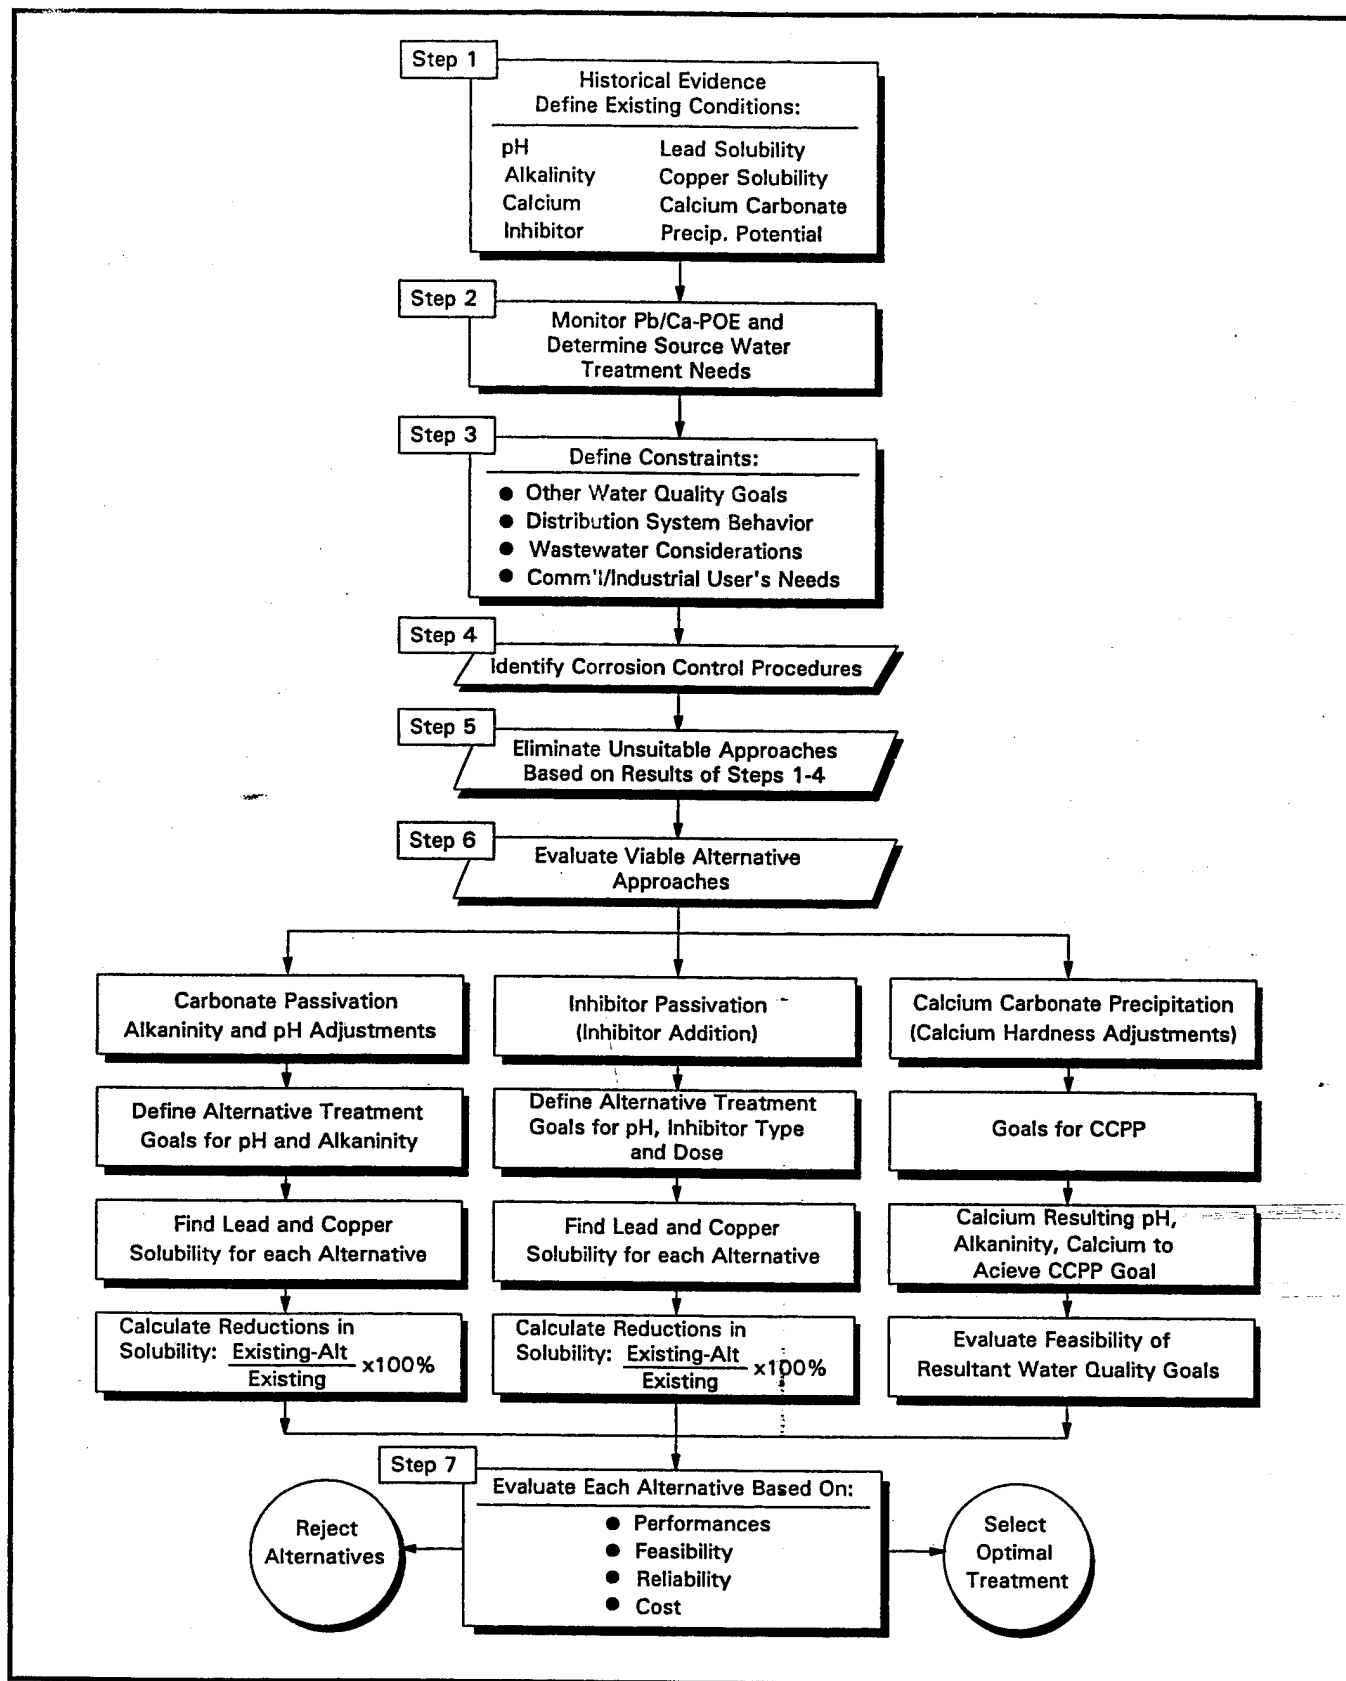 Step 1
Historical Evidence
Define Existing Conditions:
pH Lead Solubility
Alkalinity Copper Solubility
Calcium Calcium Carbonate
Inhibitor Precip. Potential
Step 2
Monitor Pb/Ca-POE and
Determine Source Water
Treatment Needs
Step 3
Define Constraints:
● Other Water Quality Goals
● Distribution System Behavior
● Wastewater Considerations
● Comm'l/Industrial User's Needs
Step 4
Identify Corrosion Control Procedures
Step 5
Eliminate Unsuitable Approaches
Based on Results of Steps 1-4
Step 6
Evaluate Viable Alternative
Approaches
Carbonate Passivation
Alkaninity and pH Adjustments
Inhibitor Passivation
(Inhibitor Addition)
Calcium Carbonate Precipitation
(Calcium Hardness Adjustments)
Define Alternative Treatment
Goals for pH and Alkaninity
Define Alternative Treatment
Goals for pH, Inhibitor Type
and Dose
Goals for CCPP
Find Lead and Copper
Solubility for each Alternative
Find Lead and Copper
Solubility for each Alternative
Calcium Resulting pH,
Alkaninity, Calcium to
Acieve CCPP Goal
Calculate Reductions in
Solubility: Existing-Alt x100%
Existing
Calculate Reductions in
Solubility: Existing-Alt x100%
Existing
Evaluate Feasibility of
Resultant Water Quality Goals
Step 7
Evaluate Each Alternative Based On:
● Performances
● Feasibility
● Reliability
● Cost
Reject
Alternatives
Select
Optimal
Treatment